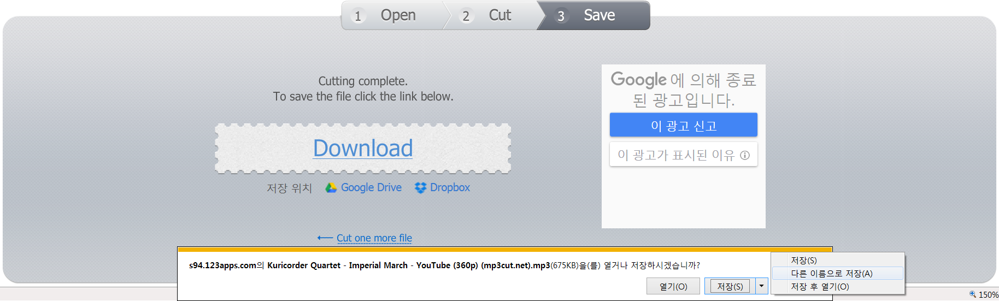 1 Open 2 Cut 3 Save
Cutting complete.
To save the file click the link below.
Download
저장 위치 Google Drive Dropbox
← Cut one more file
Google 에 의해 종료
된 광고입니다.
이 광고 신고
이 광고가 표시된 이유
s94.123apps.com의 Kuricorder Quartet - Imperial March - YouTube (360p) (mp3cut.net).mp3(675KB)을(를) 열거나 저장하시겠습니까?
열기(O) 저장(S)
저장(S)
다른 이름으로 저장(A)
저장 후 열기(O)
150%